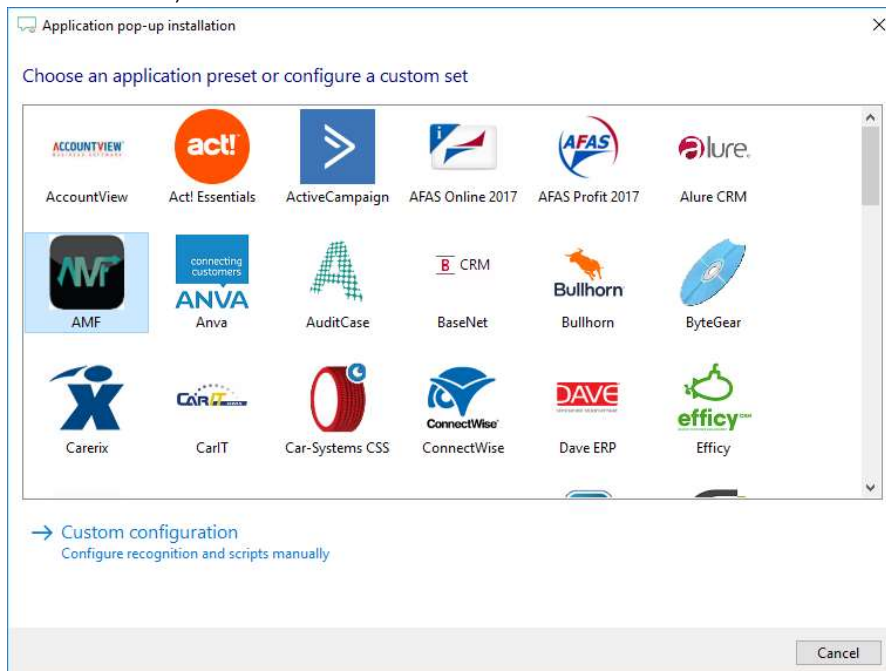 Application pop-up installation
Choose an application preset or configure a custom set
ACCOUNTVIEW
BUSINESS SOFTWARE
act!
i
AFAS
alure.
AccountView
Act! Essentials
ActiveCampaign
AFAS Online 2017
AFAS Profit 2017
Alure CRM
connecting
customers
ANVA
B CRM
Bullhorn
AMF
Anva
AuditCase
BaseNet
Bullhorn
ByteGear
CARIT
ConnectWise
DAVE
efficy CRM
Carerix
CarIT
Car-Systems CSS
ConnectWise
Dave ERP
Efficy
Custom configuration
Configure recognition and scripts manually
Cancel